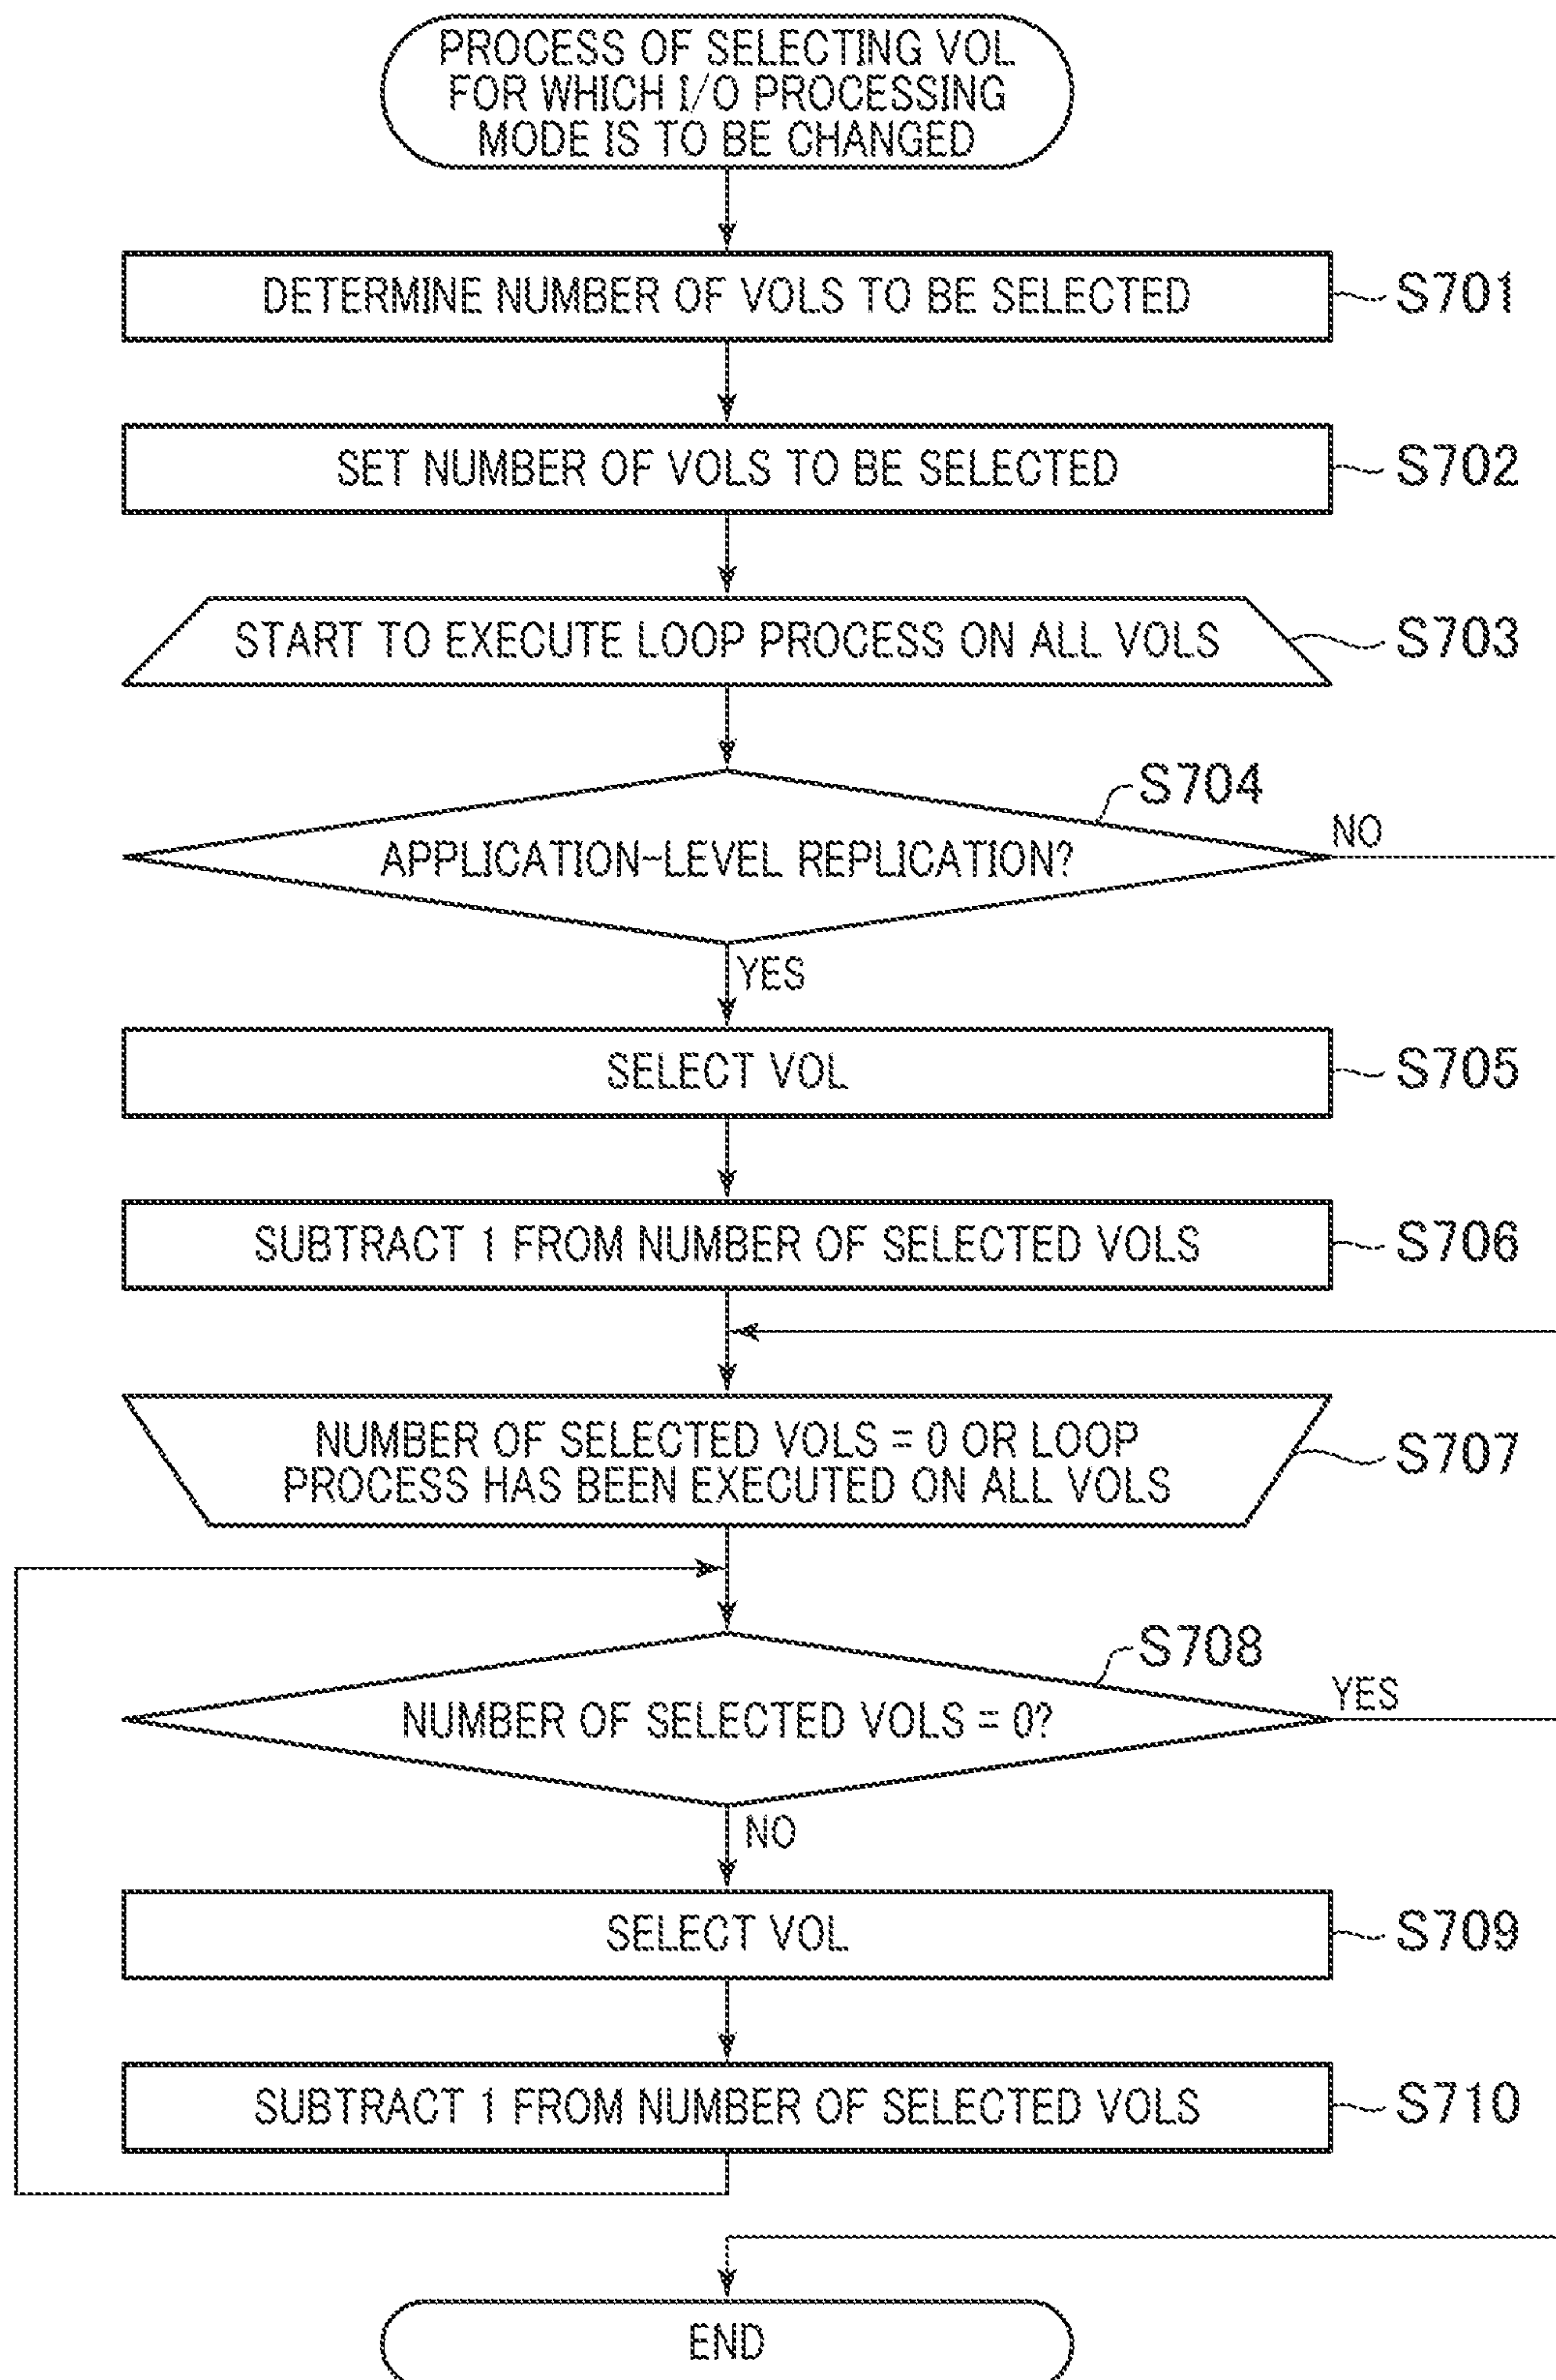 PROCESS OF SELECTING VOL
FOR WHICH I/O PROCESSING
MODE IS TO BE CHANGED
DETERMINE NUMBER OF VOLS TO BE SELECTED
S701
SET NUMBER OF VOLS TO BE SELECTED
S702
START TO EXECUTE LOOP PROCESS ON ALL VOLS
S703
S704
APPLICATION-LEVEL REPLICATION?
NO
YES
SELECT VOL
S705
SUBTRACT 1 FROM NUMBER OF SELECTED VOLS
S706
NUMBER OF SELECTED VOLS = 0 OR LOOP
PROCESS HAS BEEN EXECUTED ON ALL VOLS
S707
S708
NUMBER OF SELECTED VOLS = 0?
YES
NO
SELECT VOL
S709
SUBTRACT 1 FROM NUMBER OF SELECTED VOLS
S710
END